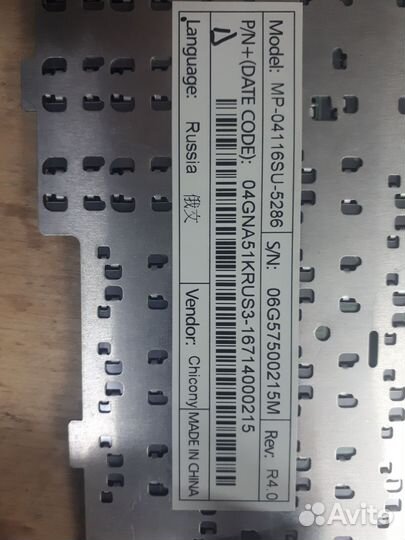 Model: MP-04116SU-5286 S/N: 06G57500215M Rev: R4.0
P/N+(DATE CODE): 04GNA51KRUS3-16714000215
Language: Russia 俄文 Vendor: Chicony MADE IN CHINA
Avito